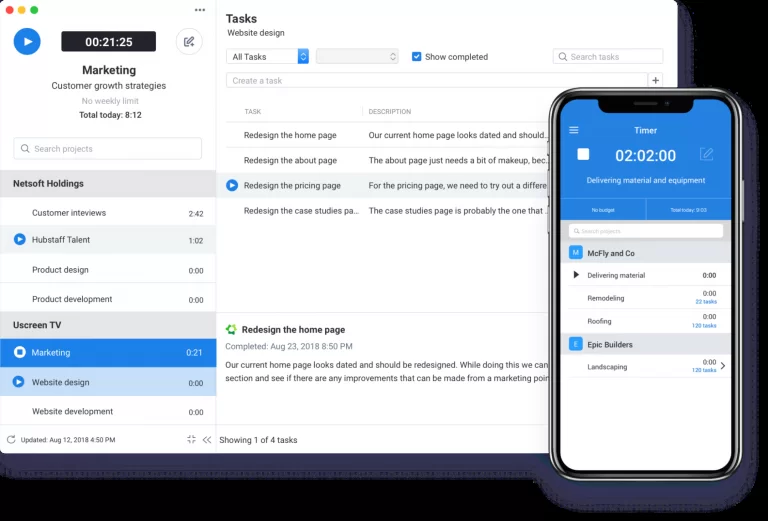 00:21:25
Marketing
Customer growth strategies
No weekly limit
Total today: 8:12
Search projects
Netsoft Holdings
Customer inteviews 2:42
Hubstaff Talent 1:02
Product design 0:00
Product development 0:00
Uscreen TV
Marketing 0:21
Website design 0:00
Website development 0:00
Updated: Aug 12, 2018 4:50 PM
Tasks
Website design
All Tasks
Show completed
Search tasks
Create a task
TASK DESCRIPTION
Redesign the home page Our current home page looks dated and should...
Redesign the about page The about page just needs a bit of makeup, bec...
Redesign the pricing page For the pricing page, we need to try out a differe
Redesign the case studies pa... The case studies page is probably the one that ...
Redesign the home page
Completed: Aug 23, 2018 8:50 PM
Our current home page looks dated and should be redesigned. While doing this we can
section and see if there are any improvements that can be made from a marketing poin
Showing 1 of 4 tasks
Timer
02:02:00
Delivering material and equipment
No budget Total today: 9:03
Search projects
M McFly and Co
Delivering material 0:00
Remodeling 0:00
22 tasks
Roofing 0:00
120 tasks
E Epic Builders
Landscaping 0:00
120 tasks